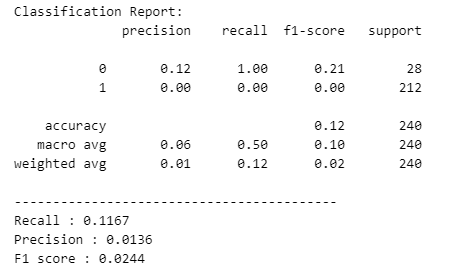 Classification Report:
precision recall f1-score support
0 0.12 1.00 0.21 28
1 0.00 0.00 0.00 212
accuracy 0.12 240
macro avg 0.06 0.50 0.10 240
weighted avg 0.01 0.12 0.02 240
-----------------------------------------
Recall : 0.1167
Precision : 0.0136
F1 score : 0.0244